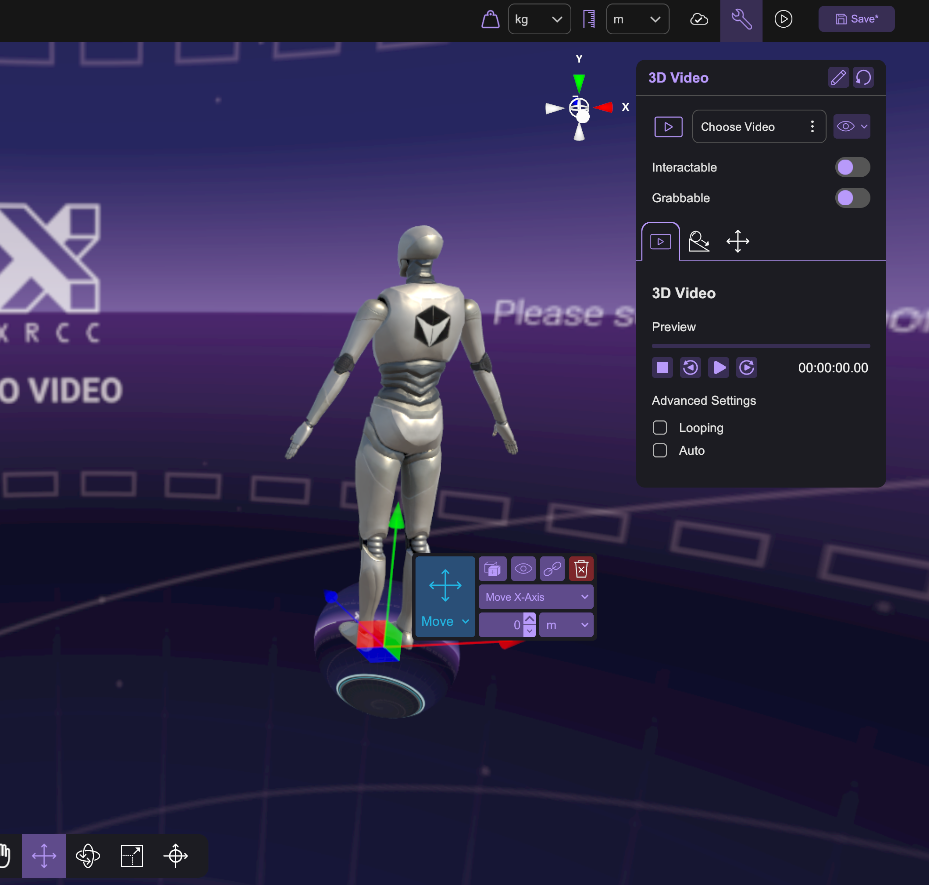 kg
m
Save*
Y
X
3D Video
Choose Video
Interactable
Grabbable
3D Video
Preview
00:00:00.00
Advanced Settings
Looping
Auto
XRCC
O VIDEO
Please
Move
Move X-Axis
0
m